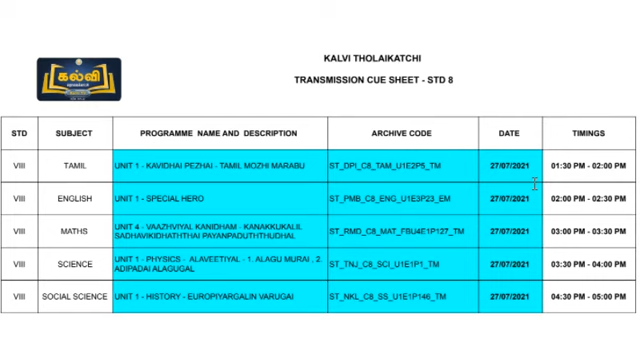 கல்வி
KALVI THOLAIKATCHI
TRANSMISSION CUE SHEET - STD 8
STD SUBJECT PROGRAMME NAME AND DESCRIPTION ARCHIVE CODE DATE TIMINGS
VIII TAMIL UNIT 1 - KAVIDHAI PEZHAI - TAMIL MOZHI MARABU ST_DPI_C8_TAM_U1E2P5_TM 27/07/2021 01:30 PM - 02:00 PM
VIII ENGLISH UNIT 1 - SPECIAL HERO ST_PMB_C8_ENG_U1E3P23_EM 27/07/2021 02:00 PM - 02:30 PM
VIII MATHS UNIT 4 - VAAZHVIYAL KANIDHAM - KANAKKUKALIL ST_RMD_C8_MAT_FBU4E1P127_TM 27/07/2021 03:00 PM - 03:30 PM
SADHAVIKIDHATHTHAI PAYANPADUTHTHUDHAL
VIII SCIENCE UNIT 1 - PHYSICS - ALAVEETIYAL - 1. ALAGU MURAI , 2. ST_TNJ_C8_SCI_U1E1P1_TM 27/07/2021 03:30 PM - 04:00 PM
ADIPADAI ALAGUGAL
VIII SOCIAL SCIENCE UNIT 1 - HISTORY - EUROPIYARGALIN VARUGAI ST_NKL_C8_SS_U1E1P146_TM 27/07/2021 04:30 PM - 05:00 PM